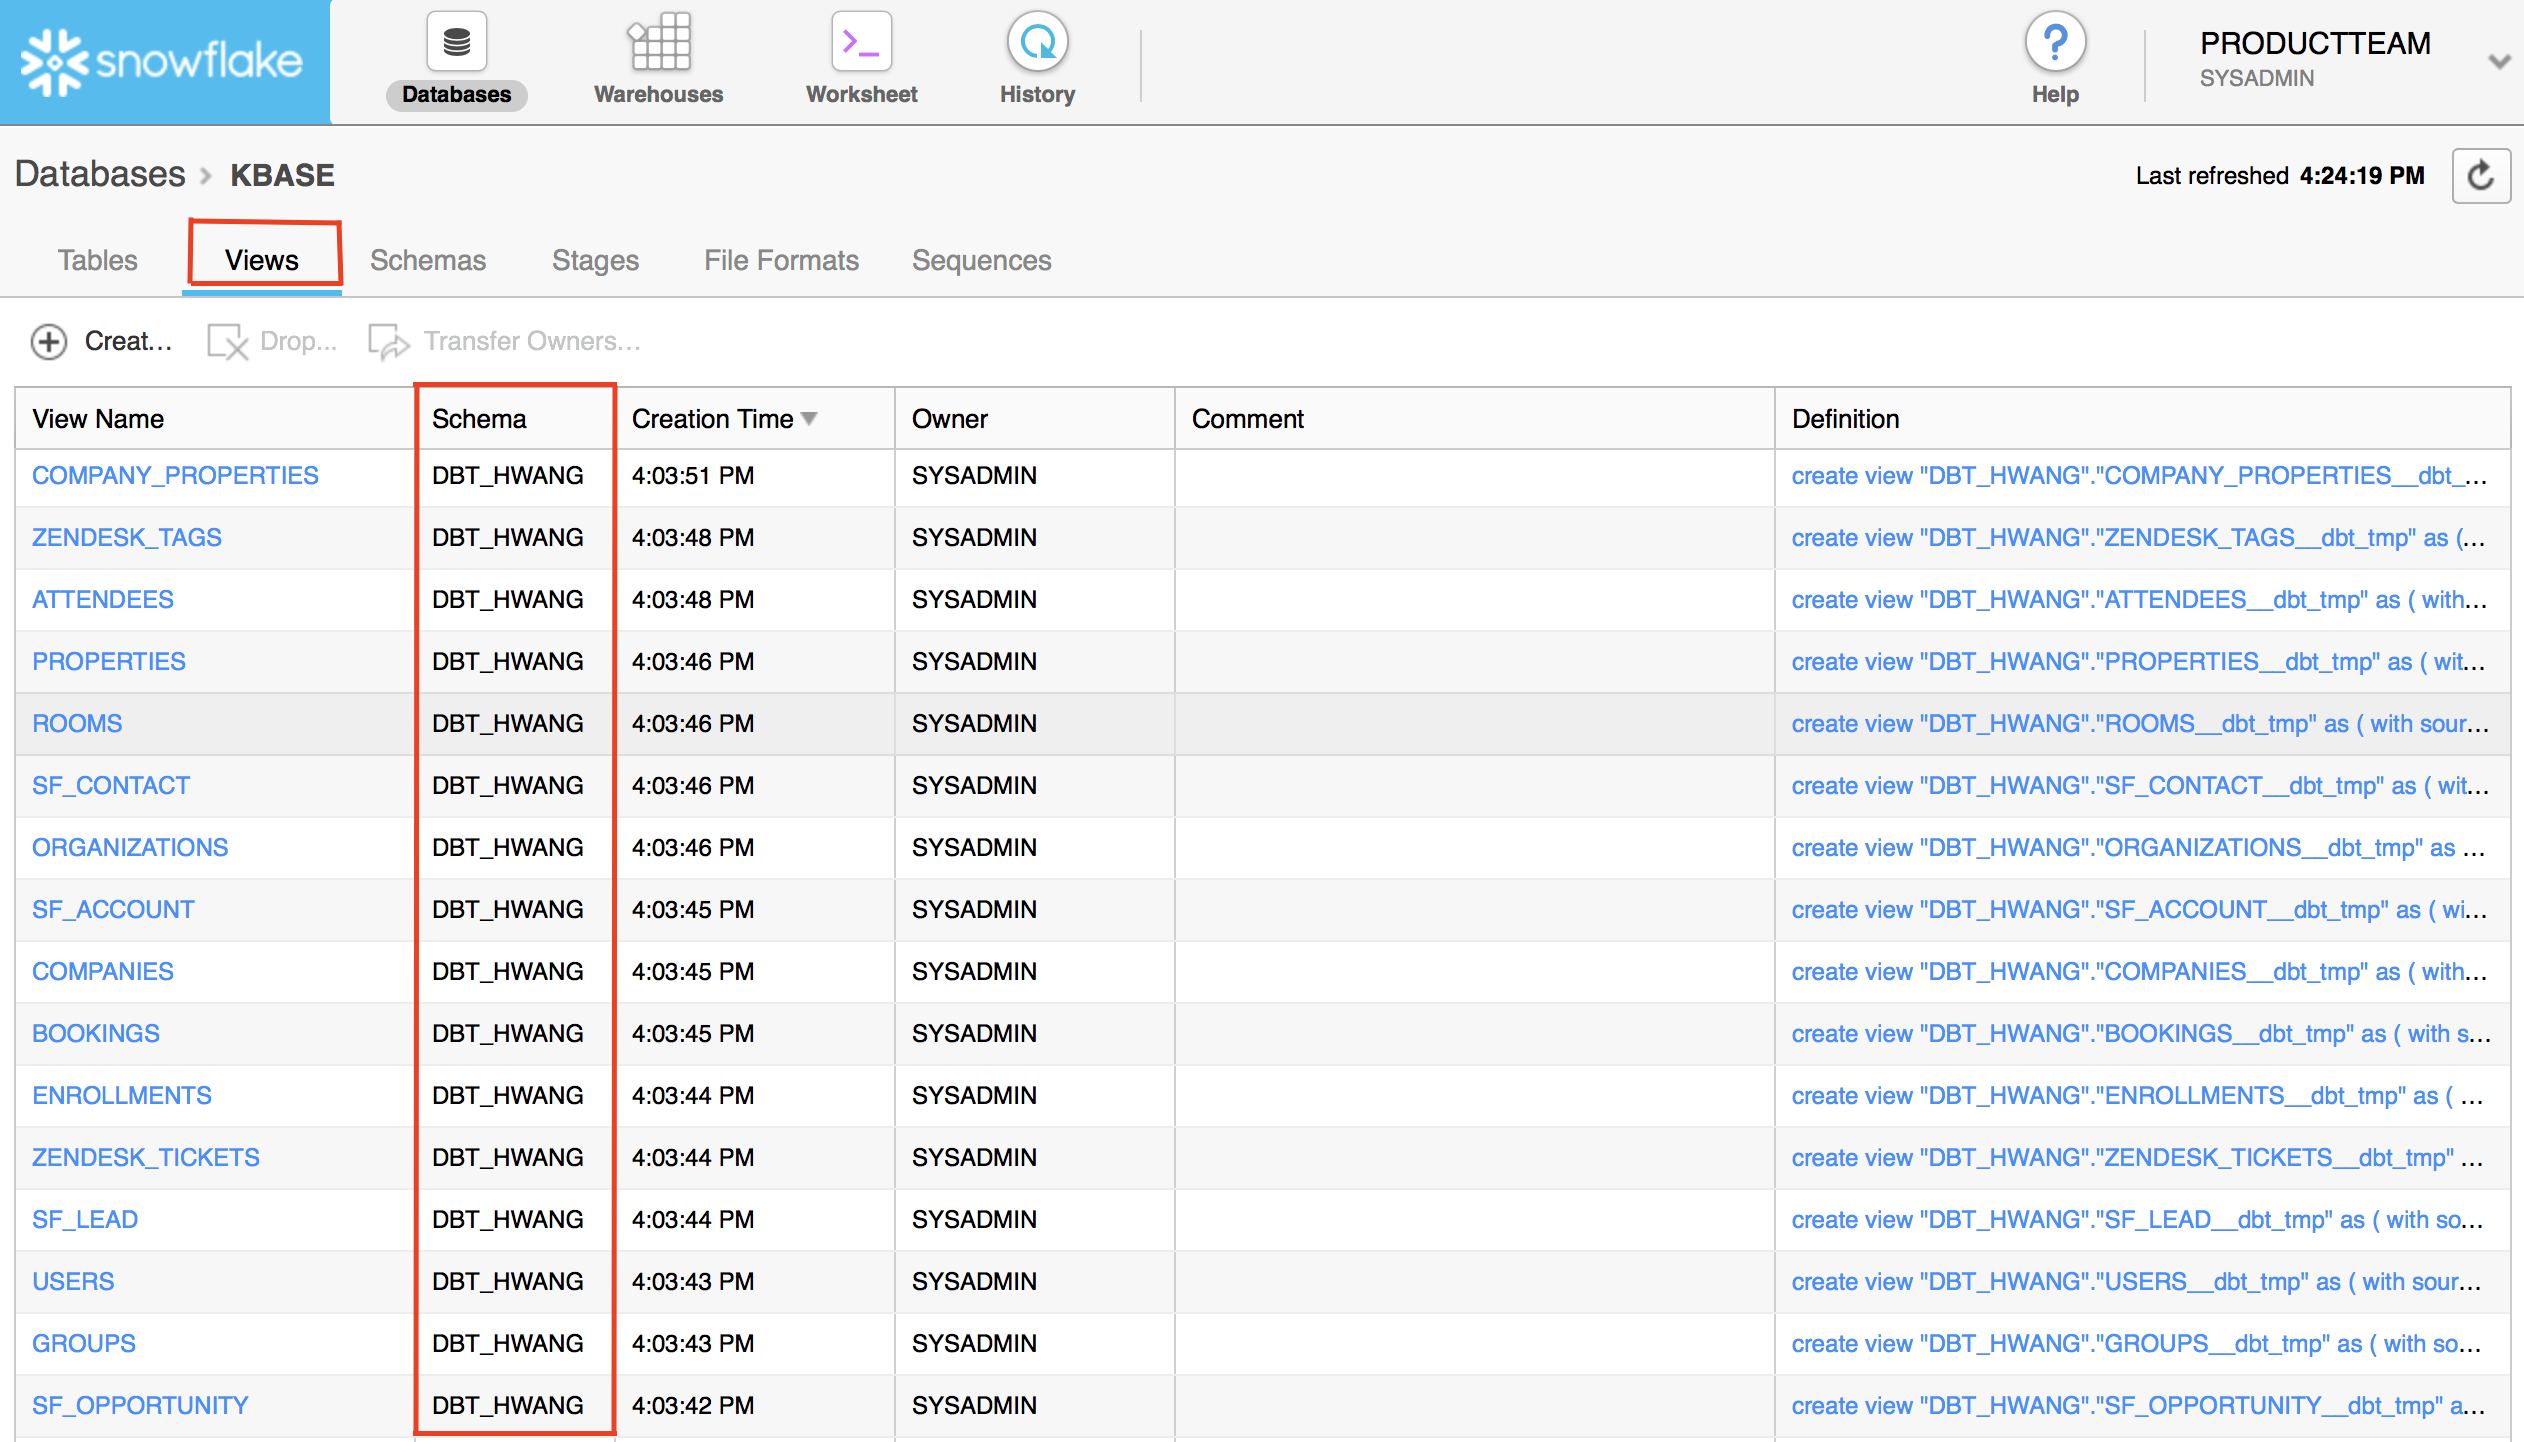 snowflake
Databases Warehouses Worksheet History Help PRODUCTTEAM
SYSADMIN
Databases > KBASE Last refreshed 4:24:19 PM
Tables Views Schemas Stages File Formats Sequences
Creat... Drop... Transfer Owners...
View Name Schema Creation Time Owner Comment Definition
COMPANY_PROPERTIES DBT_HWANG 4:03:51 PM SYSADMIN create view "DBT_HWANG"."COMPANY_PROPERTIES__dbt_...
ZENDESK_TAGS DBT_HWANG 4:03:48 PM SYSADMIN create view "DBT_HWANG"."ZENDESK_TAGS__dbt_tmp" as (...
ATTENDEES DBT_HWANG 4:03:48 PM SYSADMIN create view "DBT_HWANG"."ATTENDEES__dbt_tmp" as ( with...
PROPERTIES DBT_HWANG 4:03:46 PM SYSADMIN create view "DBT_HWANG"."PROPERTIES__dbt_tmp" as ( wit...
ROOMS DBT_HWANG 4:03:46 PM SYSADMIN create view "DBT_HWANG"."ROOMS__dbt_tmp" as ( with sour...
SF_CONTACT DBT_HWANG 4:03:46 PM SYSADMIN create view "DBT_HWANG"."SF_CONTACT__dbt_tmp" as ( wit...
ORGANIZATIONS DBT_HWANG 4:03:46 PM SYSADMIN create view "DBT_HWANG"."ORGANIZATIONS__dbt_tmp" as ...
SF_ACCOUNT DBT_HWANG 4:03:45 PM SYSADMIN create view "DBT_HWANG"."SF_ACCOUNT__dbt_tmp" as ( wi...
COMPANIES DBT_HWANG 4:03:45 PM SYSADMIN create view "DBT_HWANG"."COMPANIES__dbt_tmp" as ( with...
BOOKINGS DBT_HWANG 4:03:45 PM SYSADMIN create view "DBT_HWANG"."BOOKINGS__dbt_tmp" as ( with s...
ENROLLMENTS DBT_HWANG 4:03:44 PM SYSADMIN create view "DBT_HWANG"."ENROLLMENTS__dbt_tmp" as ( ...
ZENDESK_TICKETS DBT_HWANG 4:03:44 PM SYSADMIN create view "DBT_HWANG"."ZENDESK_TICKETS__dbt_tmp" ...
SF_LEAD DBT_HWANG 4:03:44 PM SYSADMIN create view "DBT_HWANG"."SF_LEAD__dbt_tmp" as ( with so...
USERS DBT_HWANG 4:03:43 PM SYSADMIN create view "DBT_HWANG"."USERS__dbt_tmp" as ( with sour...
GROUPS DBT_HWANG 4:03:43 PM SYSADMIN create view "DBT_HWANG"."GROUPS__dbt_tmp" as ( with so...
SF_OPPORTUNITY DBT_HWANG 4:03:42 PM SYSADMIN create view "DBT_HWANG"."SF_OPPORTUNITY__dbt_tmp" a...